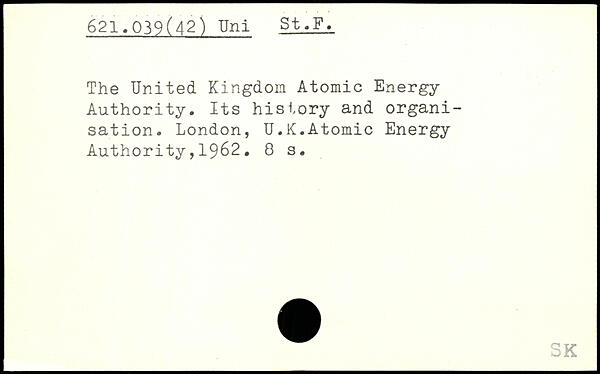 621.039(42) Uni St.F.
The United Kingdom Atomic Energy
Authority. Its history and organi-
sation. London, U.K.Atomic Energy
Authority,1962. 8 s.
SK